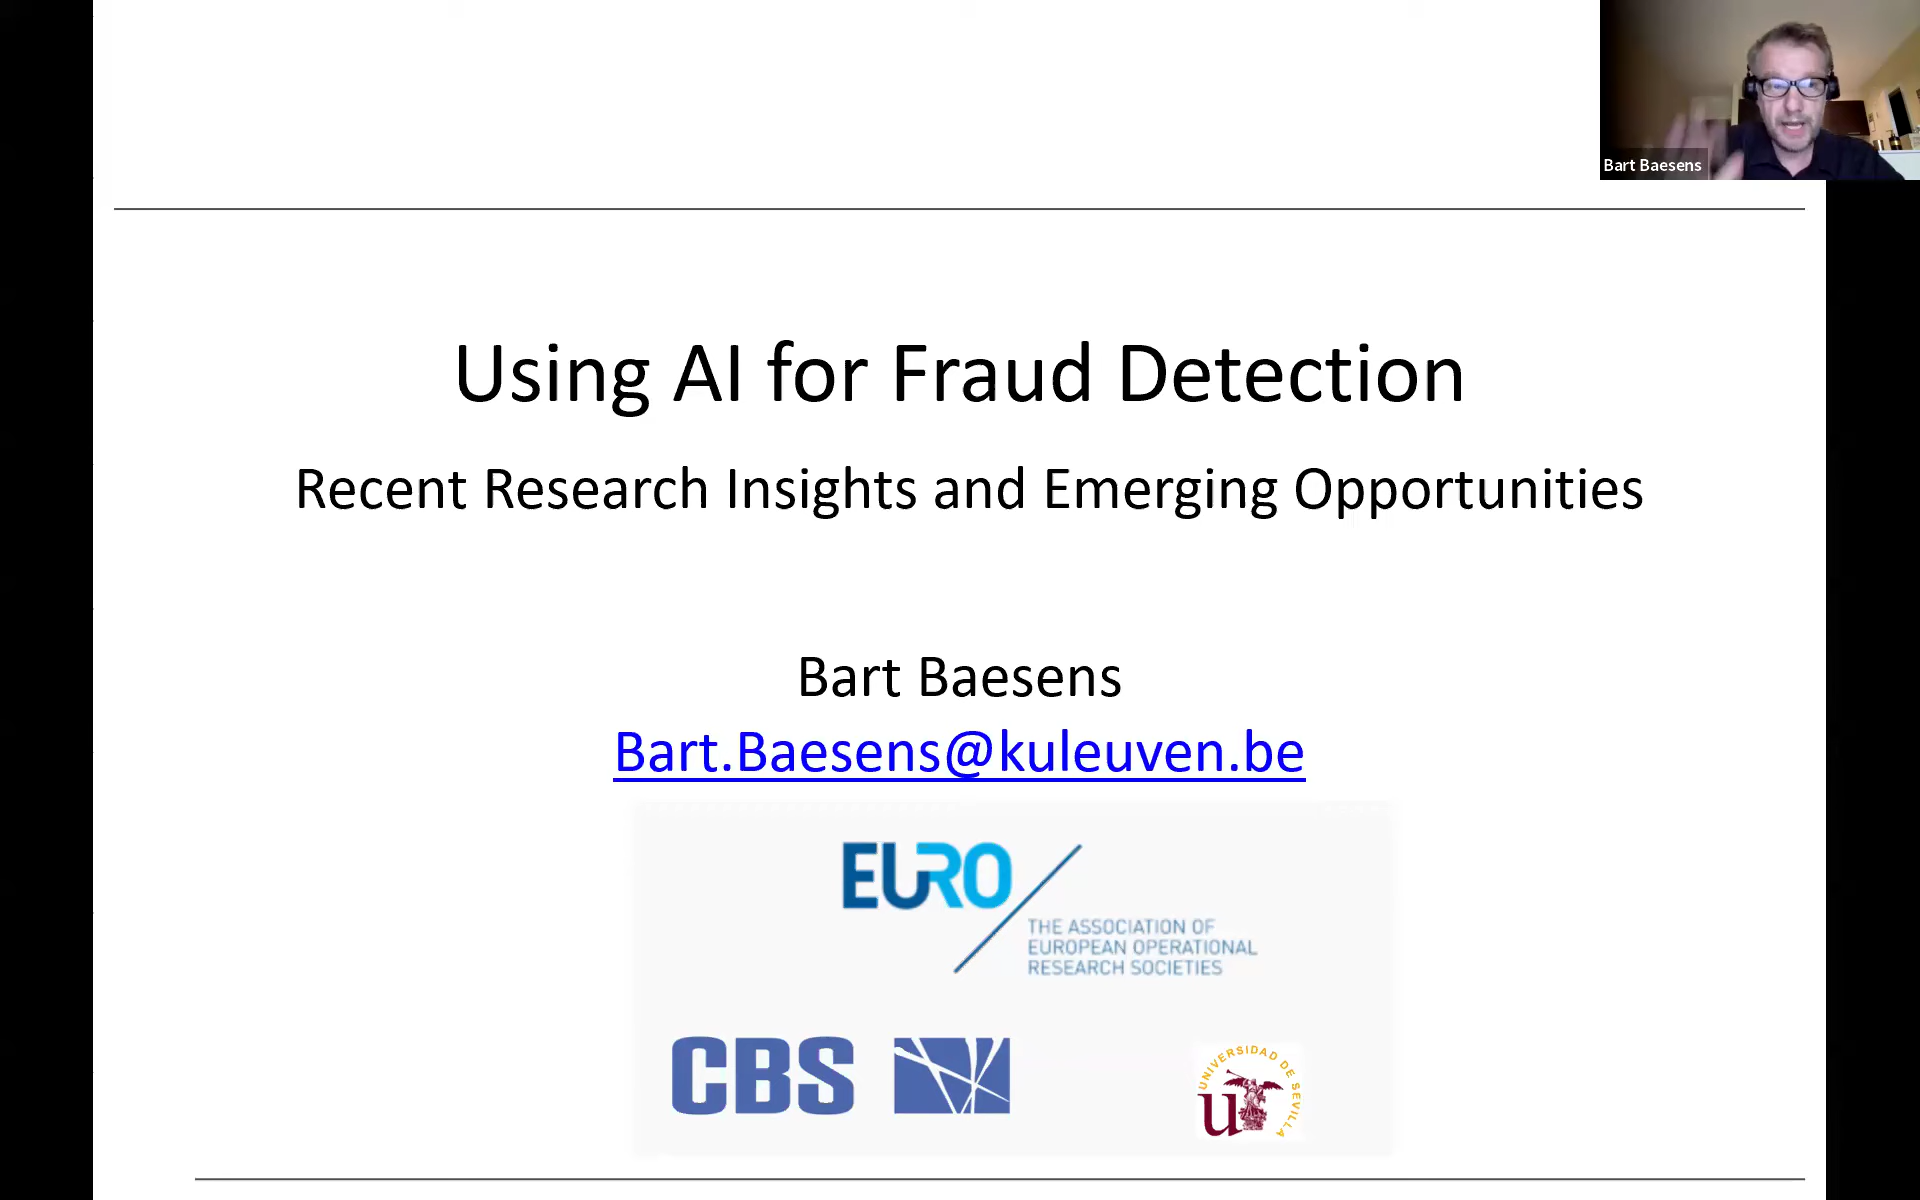 Bart Baesens
Using AI for Fraud Detection
Recent Research Insights and Emerging Opportunities
Bart Baesens
Bart.Baesens@kuleuven.be
EURO
THE ASSOCIATION OF
EUROPEAN OPERATIONAL
RESEARCH SOCIETIES
CBS
UNIVERSIDAD DE SEVILLA
U